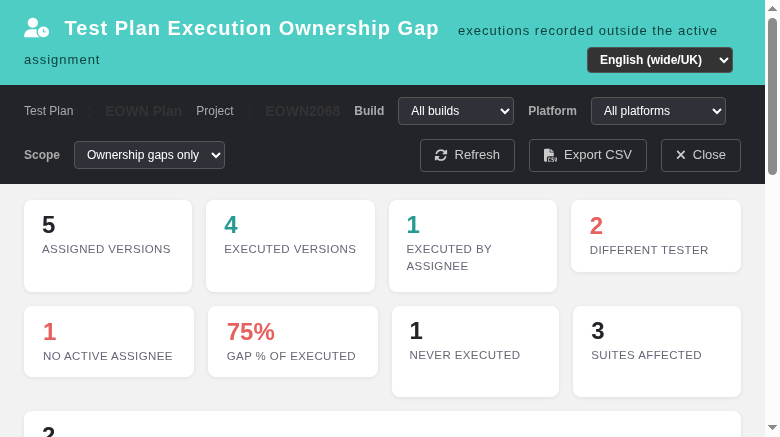 Test Plan Execution Ownership Gap executions recorded outside the active
assignment English (wide/UK)
Test Plan : EOWN Plan Project : EOWN2068 Build All builds Platform All platforms
Scope Ownership gaps only Refresh Export CSV Close
5
ASSIGNED VERSIONS
4
EXECUTED VERSIONS
1
EXECUTED BY
ASSIGNEE
2
DIFFERENT TESTER
1
NO ACTIVE ASSIGNEE
75%
GAP % OF EXECUTED
1
NEVER EXECUTED
3
SUITES AFFECTED
2